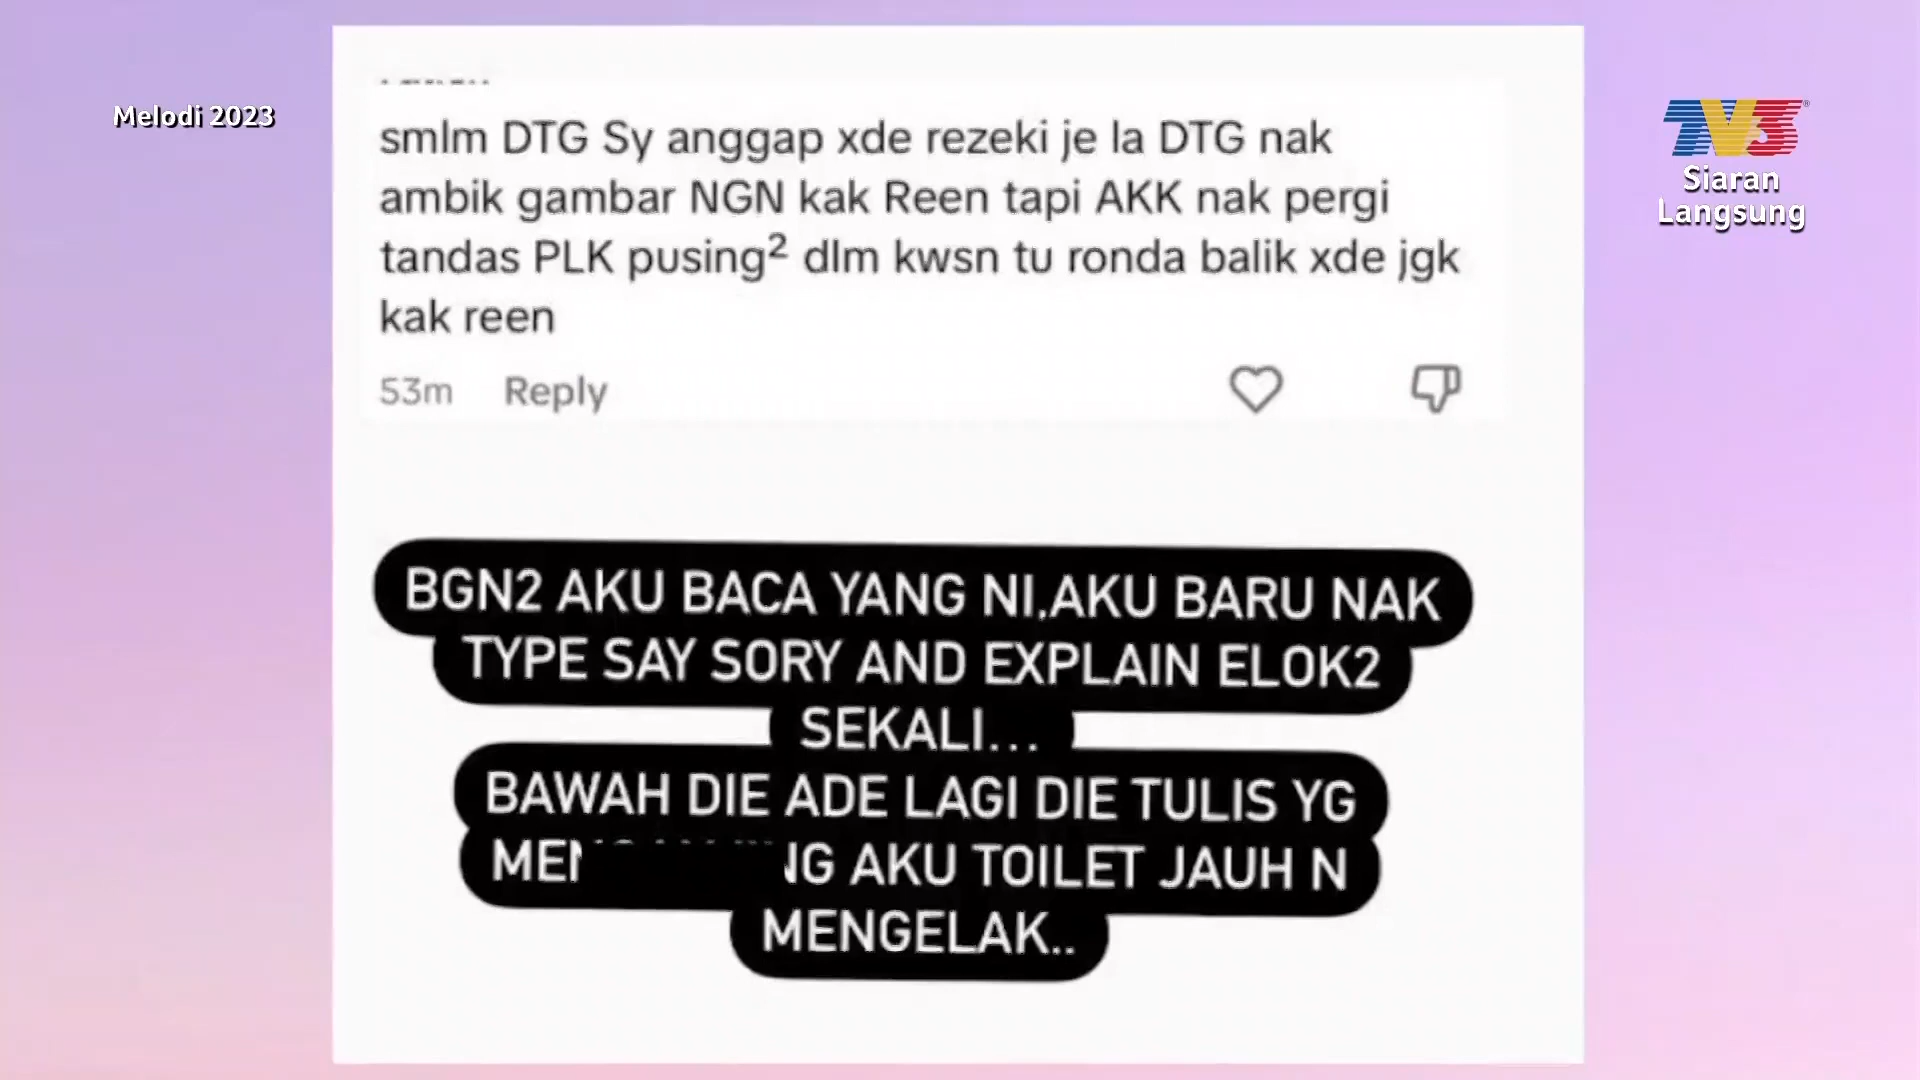 Melodi 2023
TV3
Siaran
Langsung
smlm DTG Sy anggap xde rezeki je la DTG nak
ambik gambar NGN kak Reen tapi AKK nak pergi
tandas PLK pusing² dlm kwsn tu ronda balik xde jgk
kak reen
53m Reply
BGN2 AKU BACA YANG NI,AKU BARU NAK
TYPE SAY SORY AND EXPLAIN ELOK2
SEKALI...
BAWAH DIE ADE LAGI DIE TULIS YG
AKU TOILET JAUH N
MENGELAK..